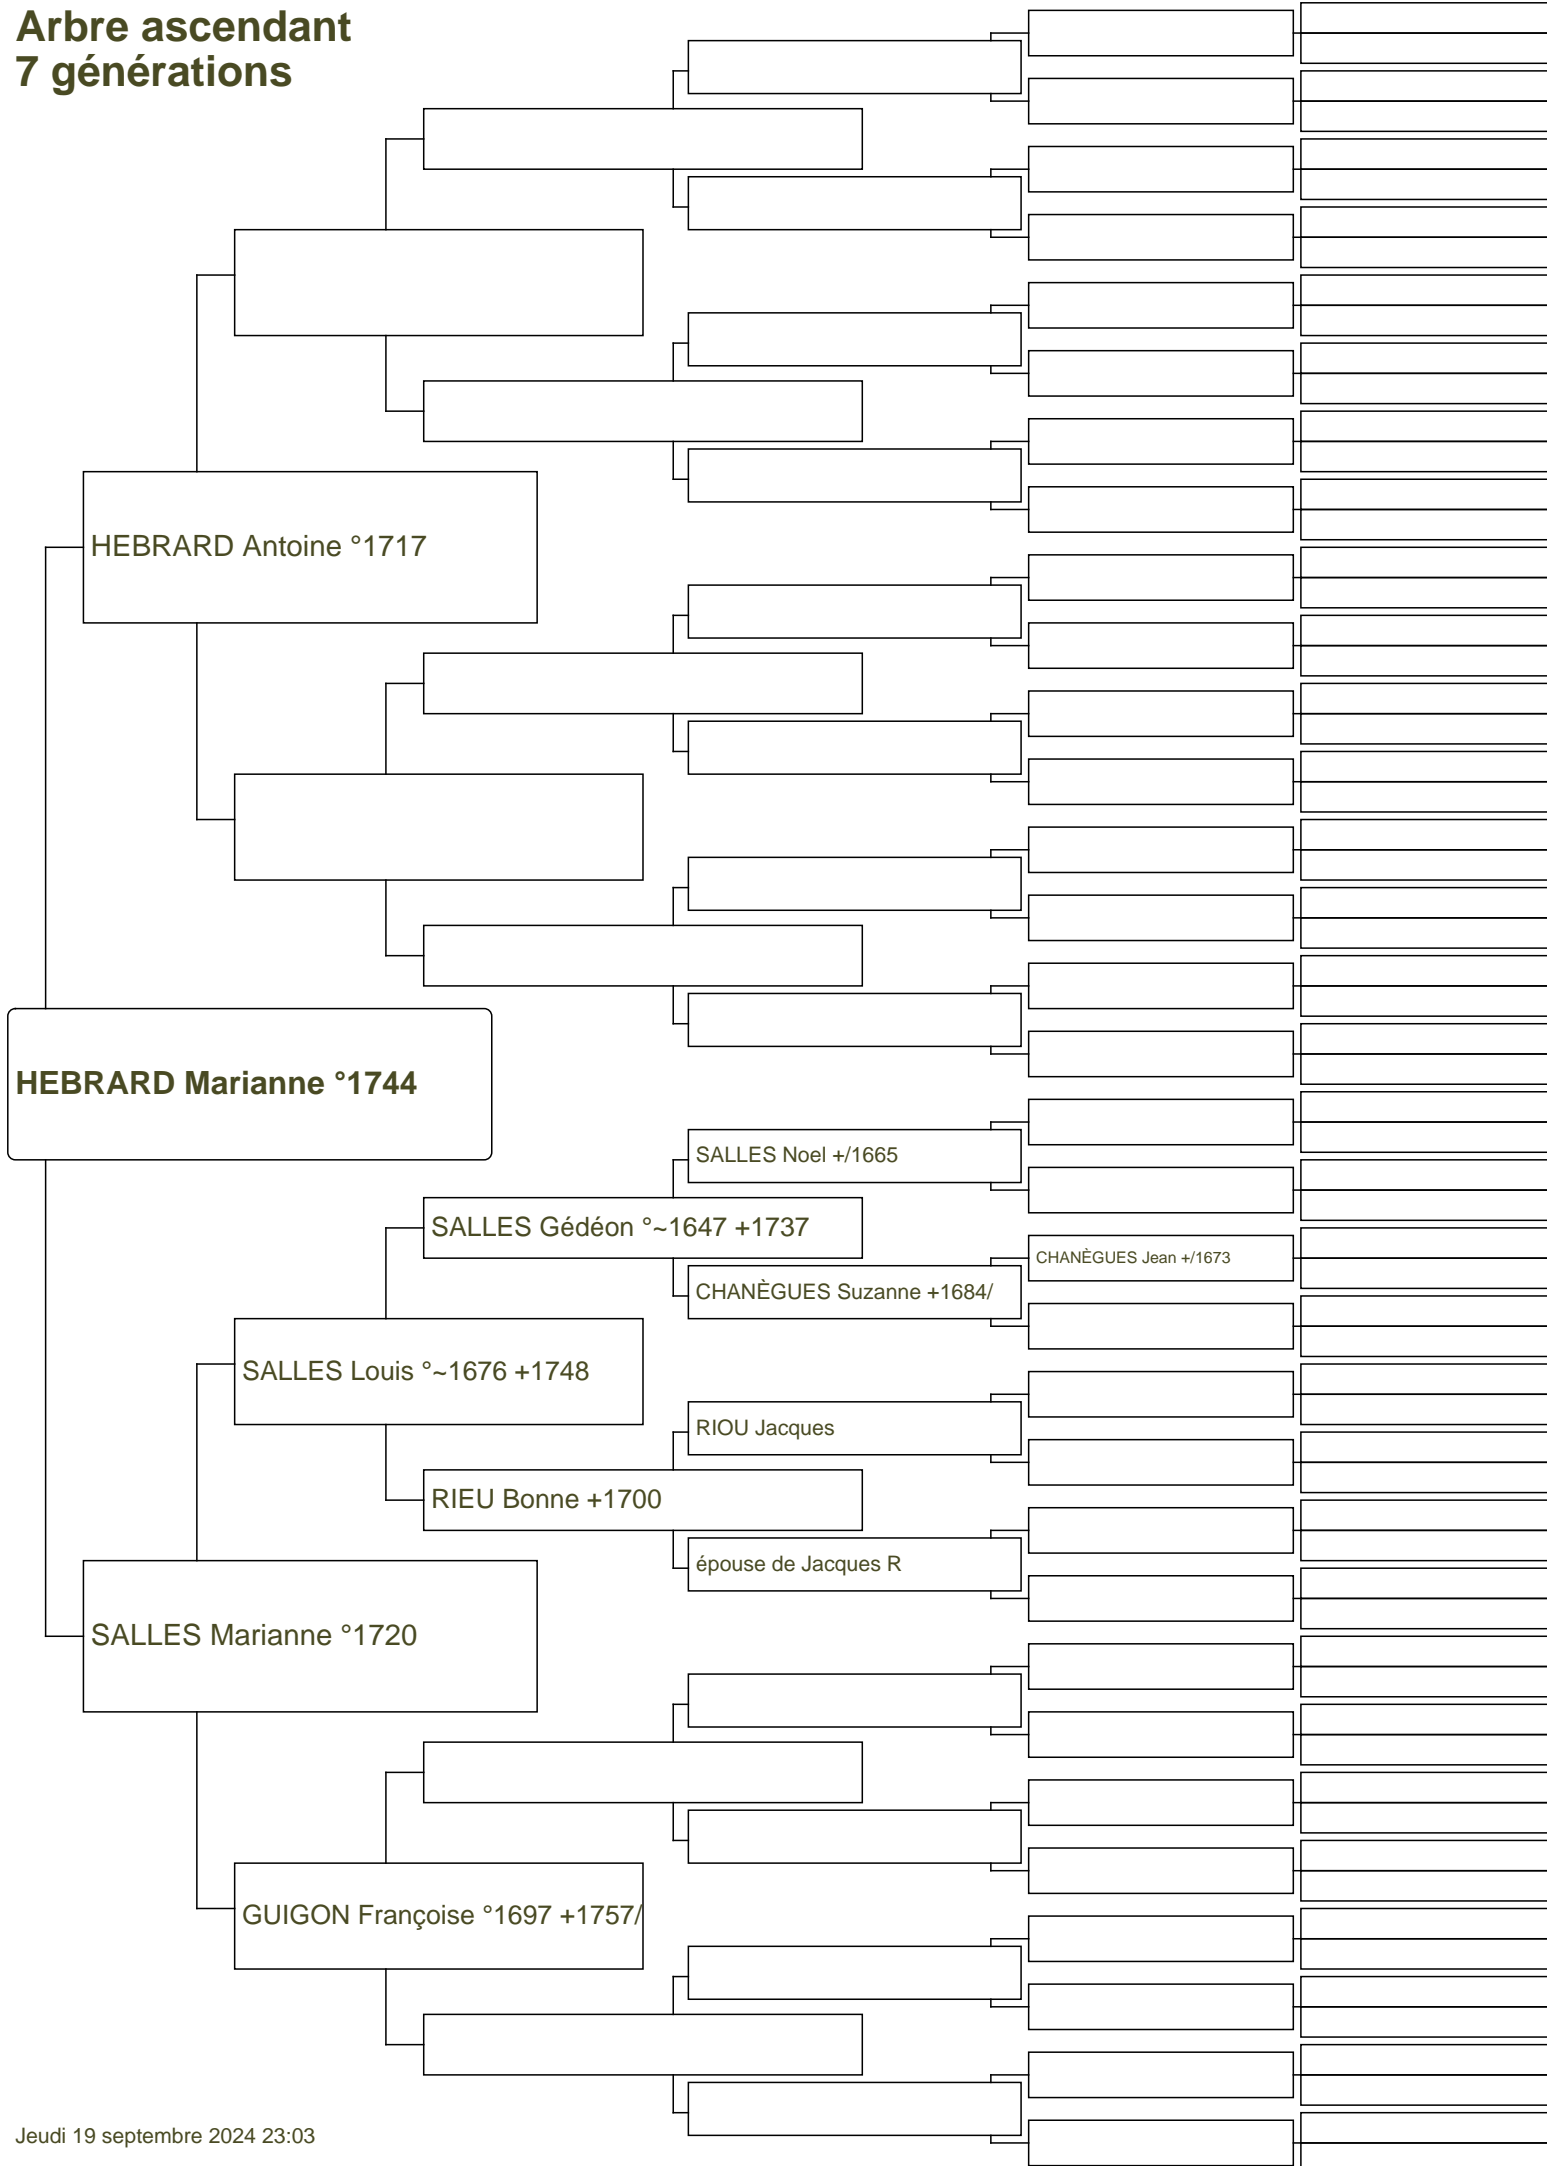 Arbre ascendant
7 générations
HEBRARD Antoine °1717
HEBRARD Marianne °1744
SALLES Noel +/1665
SALLES Gédéon °~1647 +1737
CHANÈGUES Jean +/1673
CHANÈGUES Suzanne +1684/
SALLES Louis °~1676 +1748
RIOU Jacques
RIEU Bonne +1700
épouse de Jacques R
SALLES Marianne °1720
GUIGON Françoise °1697 +1757/
Jeudi 19 septembre 2024 23:03